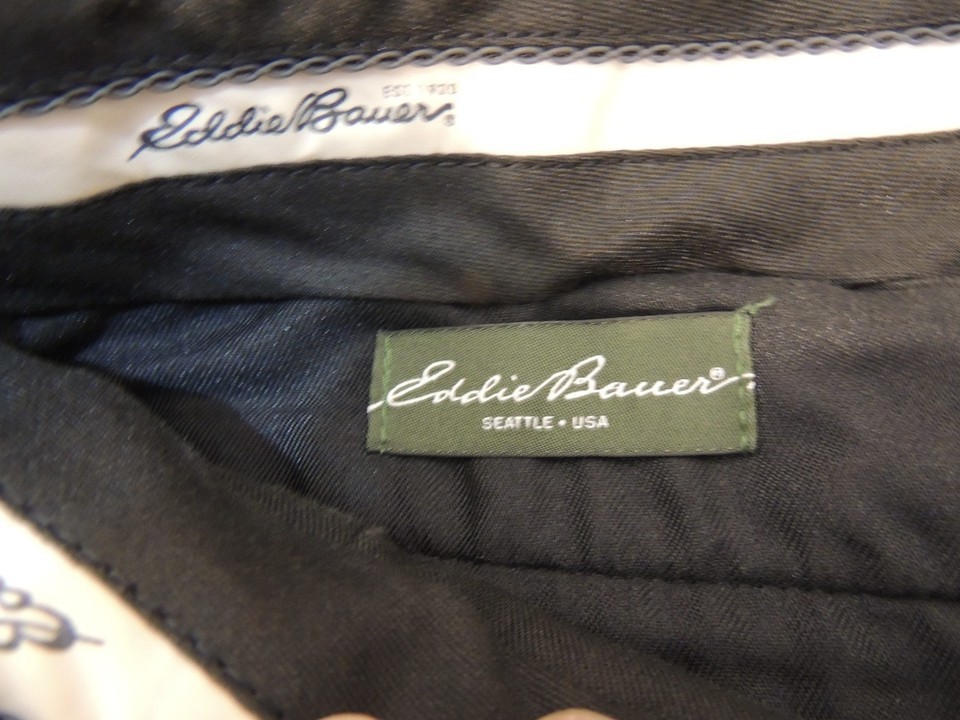 EST 1920
Eddie Bauer®
Eddie Bauer®
SEATTLE • USA